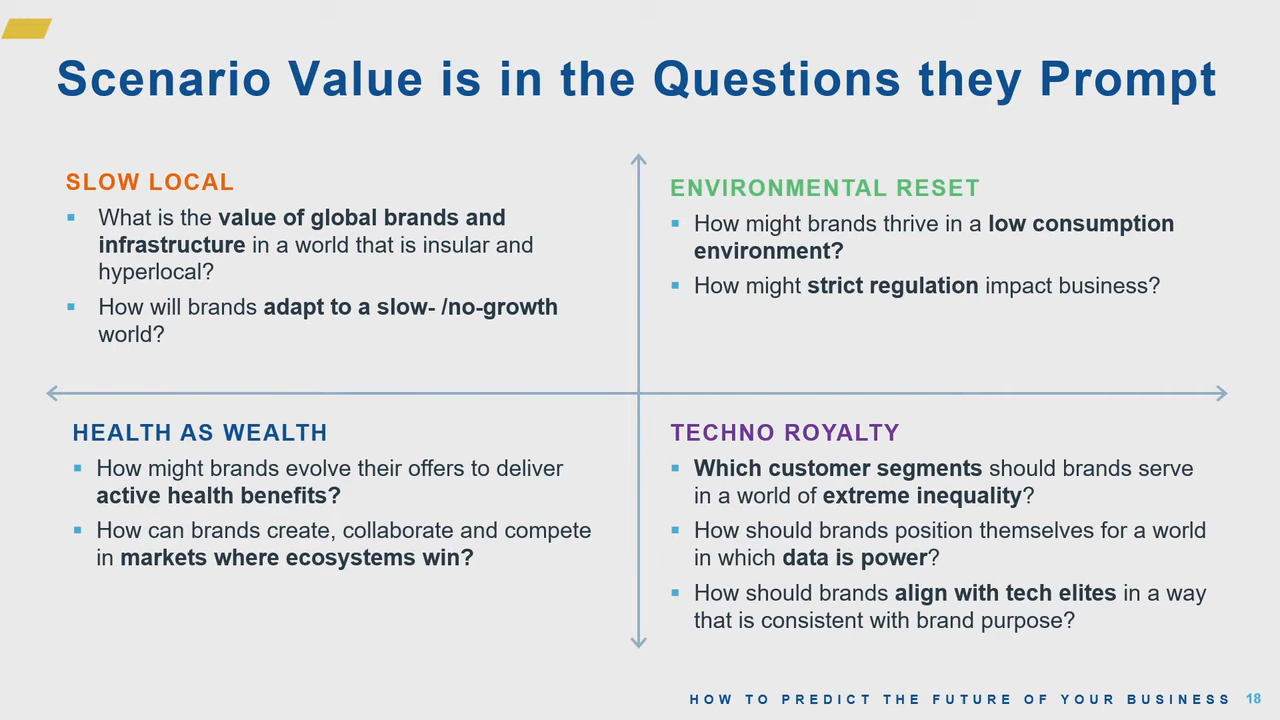 Scenario Value is in the Questions they Prompt
SLOW LOCAL
▪ What is the value of global brands and
infrastructure in a world that is insular and
hyperlocal?
▪ How will brands adapt to a slow- /no-growth
world?
ENVIRONMENTAL RESET
▪ How might brands thrive in a low consumption
environment?
▪ How might strict regulation impact business?
HEALTH AS WEALTH
▪ How might brands evolve their offers to deliver
active health benefits?
▪ How can brands create, collaborate and compete
in markets where ecosystems win?
TECHNO ROYALTY
▪ Which customer segments should brands serve
in a world of extreme inequality?
▪ How should brands position themselves for a world
in which data is power?
▪ How should brands align with tech elites in a way
that is consistent with brand purpose?
HOW TO PREDICT THE FUTURE OF YOUR BUSINESS 18